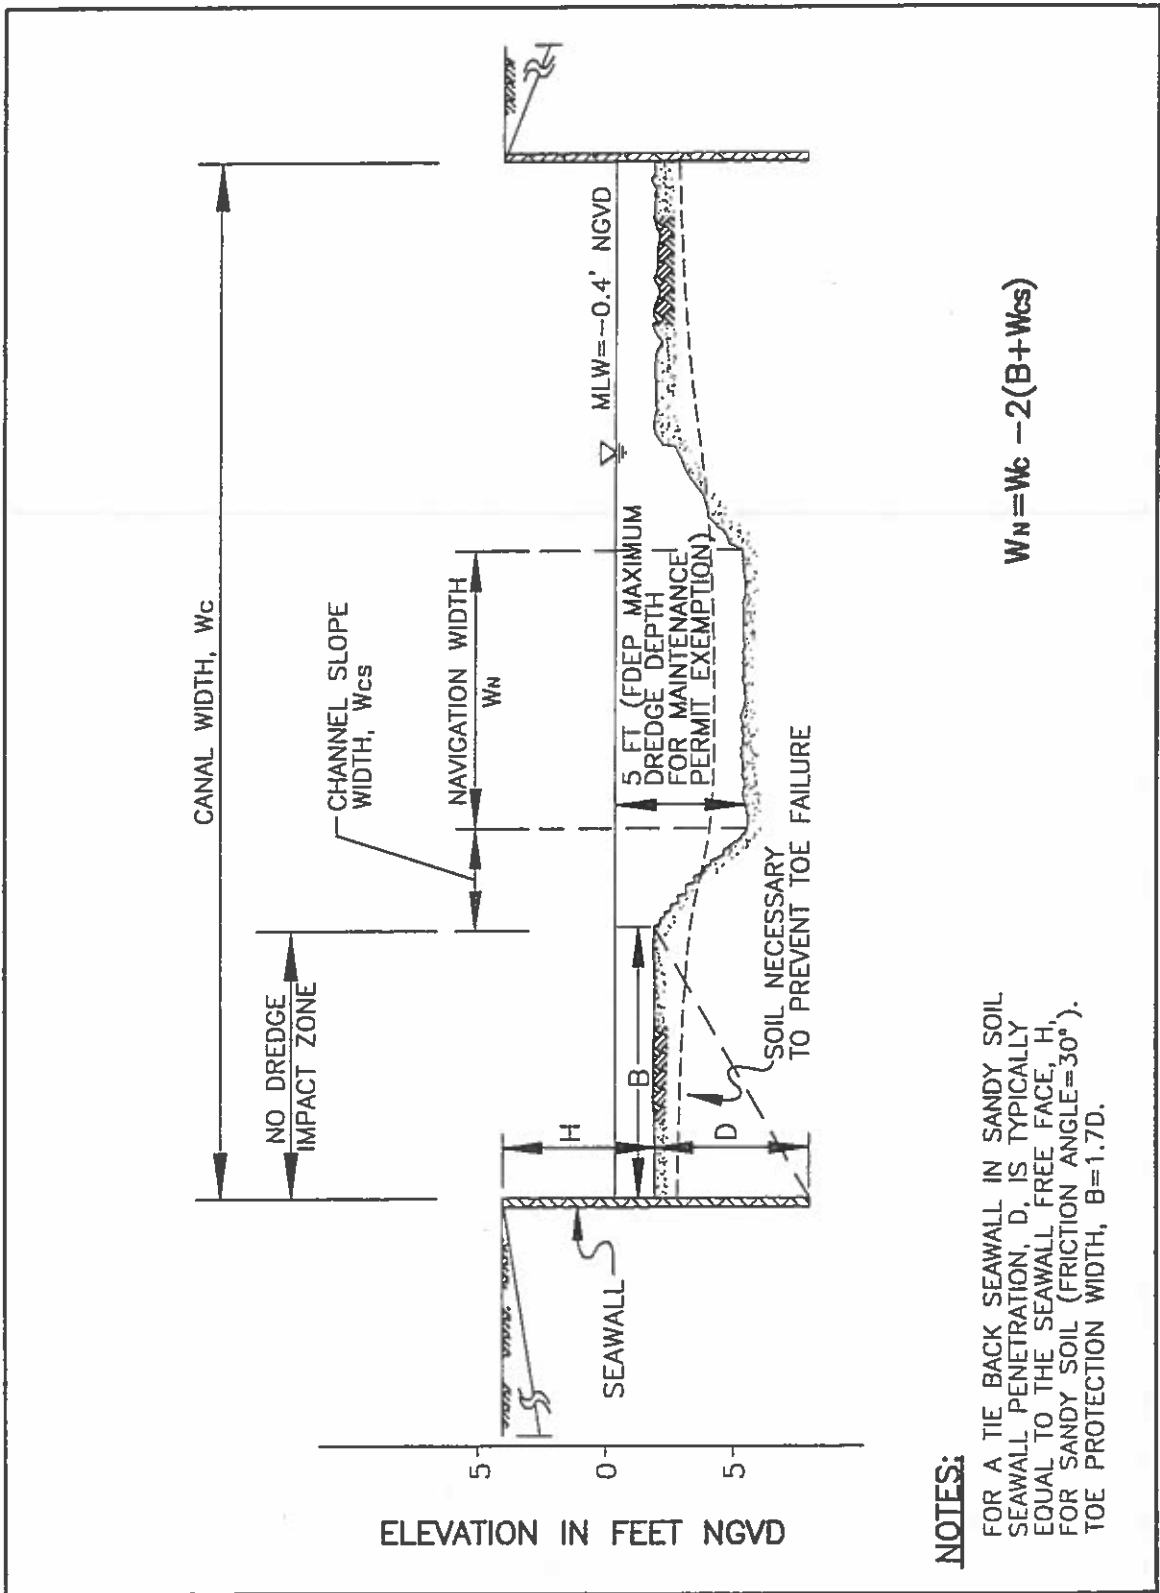 CANAL WIDTH, Wc
NO DREDGE
IMPACT ZONE
CHANNEL SLOPE
WIDTH, Wcs
NAVIGATION WIDTH
WN
MLW=-0.4' NGVD
5 FT (FDEP MAXIMUM
DREDGE DEPTH
FOR MAINTENANCE
PERMIT EXEMPTION)
H
B
D
SEAWALL
SOIL NECESSARY
TO PREVENT TOE FAILURE
5
0
5
ELEVATION IN FEET NGVD
WN=Wc -2(B+Wcs)
NOTES:
FOR A TIE BACK SEAWALL IN SANDY SOIL
SEAWALL PENETRATION, D, IS TYPICALLY
EQUAL TO THE SEAWALL FREE FACE, H,
FOR SANDY SOIL (FRICTION ANGLE=30°).
TOE PROTECTION WIDTH, B=1.7D.